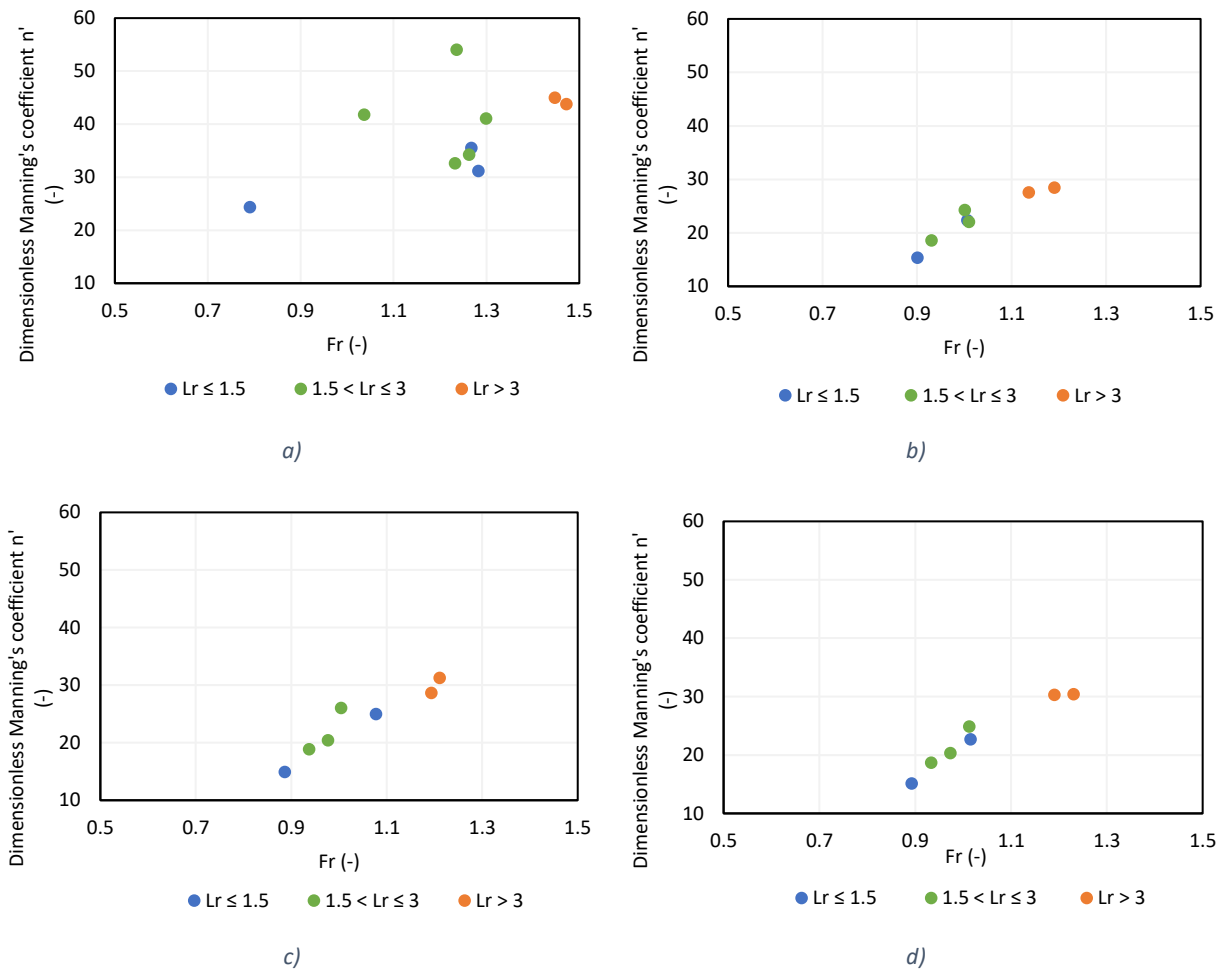 60
50
40
30
20
10
0.5 0.7 0.9 1.1 1.3 1.5
Dimensionless Manning's coefficient n'
(-)
Fr (-)
Lr ≤ 1.5 1.5 < Lr ≤ 3 Lr > 3
a)
60
50
40
30
20
10
0.5 0.7 0.9 1.1 1.3 1.5
Dimensionless Manning's coefficient n'
(-)
Fr (-)
Lr ≤ 1.5 1.5 < Lr ≤ 3 Lr > 3
b)
60
50
40
30
20
10
0.5 0.7 0.9 1.1 1.3 1.5
Dimensionless Manning's coefficient n'
(-)
Fr (-)
Lr ≤ 1.5 1.5 < Lr ≤ 3 Lr > 3
c)
60
50
40
30
20
10
0.5 0.7 0.9 1.1 1.3 1.5
Dimensionless Manning's coefficient n'
(-)
Fr (-)
Lr ≤ 1.5 1.5 < Lr ≤ 3 Lr > 3
d)